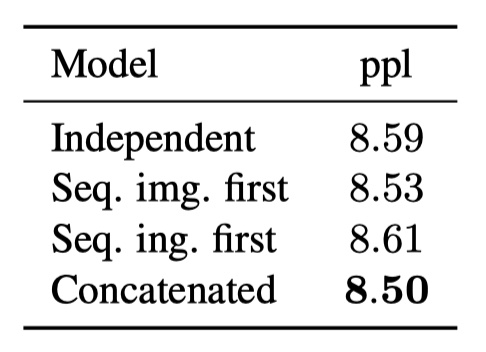 Model ppl
Independent 8.59
Seq. img. first 8.53
Seq. ing. first 8.61
Concatenated 8.50